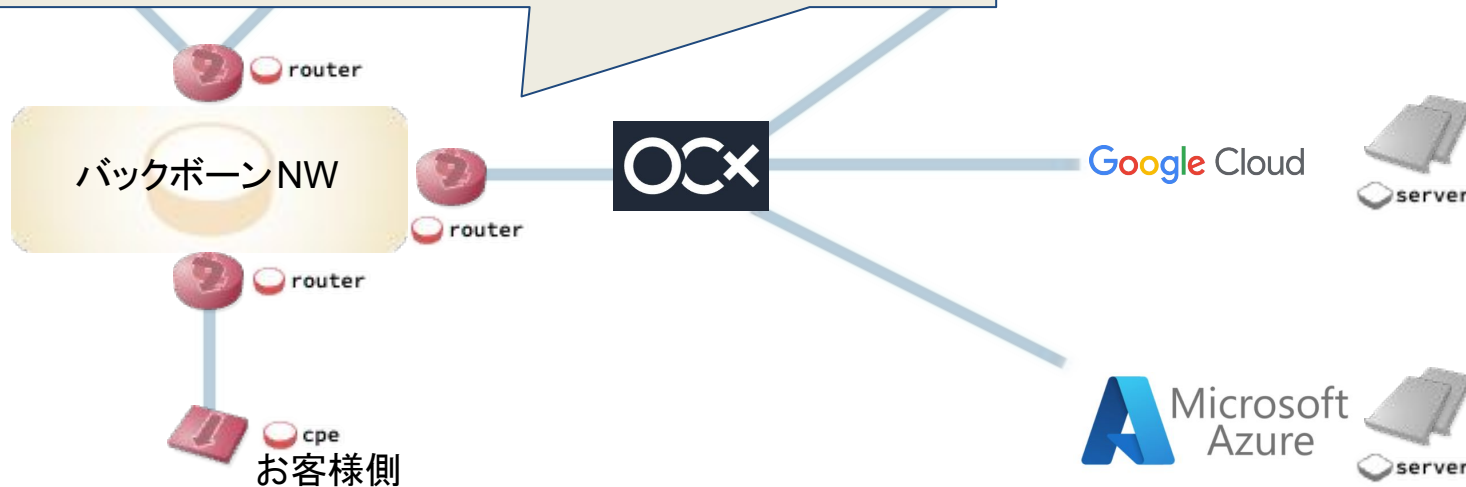 router
バックボーンNW
router
OCX
Google Cloud
server
router
cpe
お客様側
Microsoft
Azure
server